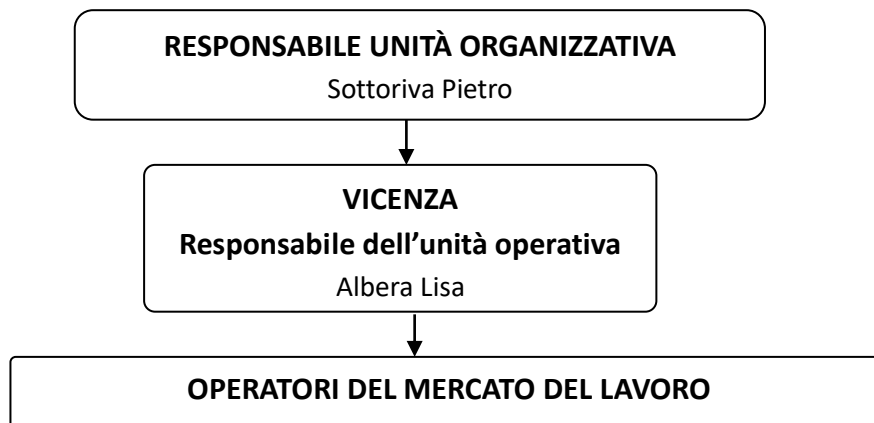 RESPONSABILE UNITÀ ORGANIZZATIVA
Sottoriva Pietro
VICENZA
Responsabile dell’unità operativa
Albera Lisa
OPERATORI DEL MERCATO DEL LAVORO